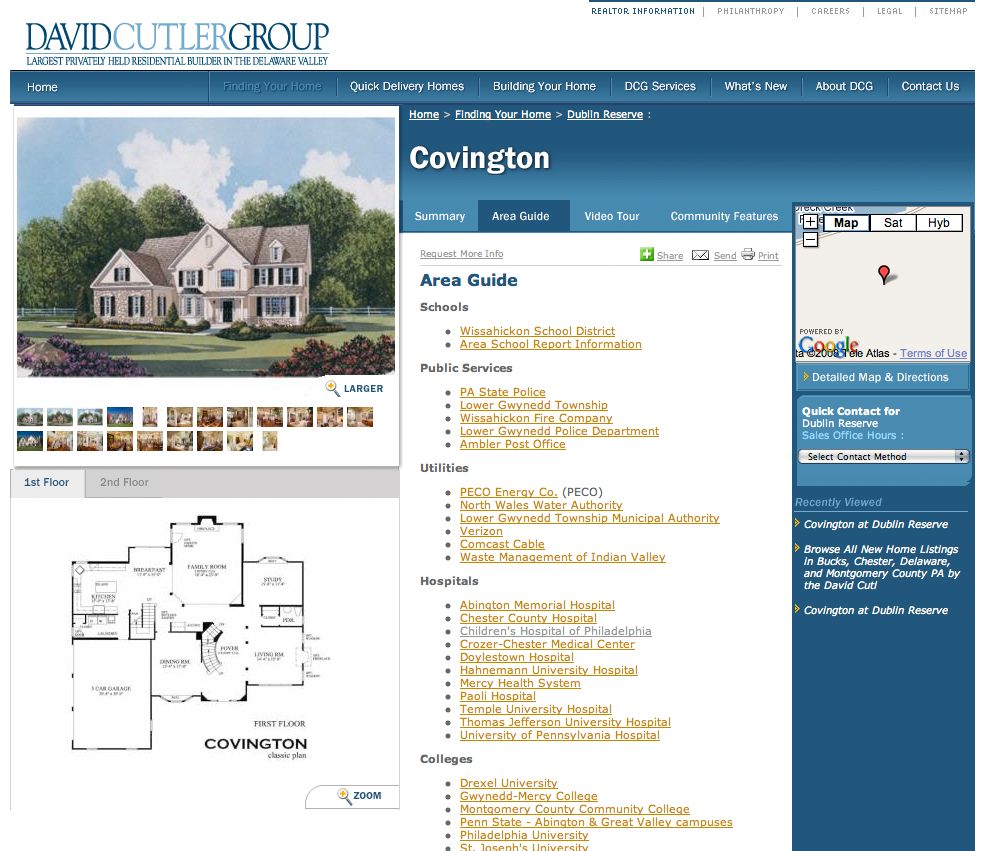 REALTOR INFORMATION | PHILANTHROPY | CAREERS | LEGAL | SITEMAP
DAVIDCUTLERGROUP
LARGEST PRIVATELY HELD RESIDENTIAL BUILDER IN THE DELAWARE VALLEY
Home Finding Your Home Quick Delivery Homes Building Your Home DCG Services What's New About DCG Contact Us
Home > Finding Your Home > Dublin Reserve :
Covington
Summary Area Guide Video Tour Community Features
LARGER
1st Floor 2nd Floor
BREAKFAST
FAMILY ROOM
STUDY
KITCHEN
PDR.
LAUNDRY
FOYER
LIVING RM.
DINING RM.
3 CAR GARAGE
FIRST FLOOR
COVINGTON
classic plan
ZOOM
Request More Info Share Send Print
Area Guide
Schools
Wissahickon School District
Area School Report Information
Public Services
PA State Police
Lower Gwynedd Township
Wissahickon Fire Company
Lower Gwynedd Police Department
Ambler Post Office
Utilities
PECO Energy Co. (PECO)
North Wales Water Authority
Lower Gwynedd Township Municipal Authority
Verizon
Comcast Cable
Waste Management of Indian Valley
Hospitals
Abington Memorial Hospital
Chester County Hospital
Children's Hospital of Philadelphia
Crozer-Chester Medical Center
Doylestown Hospital
Hahnemann University Hospital
Mercy Health System
Paoli Hospital
Temple University Hospital
Thomas Jefferson University Hospital
University of Pennsylvania Hospital
Colleges
Drexel University
Gwynedd-Mercy College
Montgomery County Community College
Penn State - Abington & Great Valley campuses
Philadelphia University
St. Joseph's University
+ Map Sat Hyb
−
POWERED BY
Google
ta ©2008 Tele Atlas - Terms of Use
Detailed Map & Directions
Quick Contact for
Dublin Reserve
Sales Office Hours :
Select Contact Method
Recently Viewed
Covington at Dublin Reserve
Browse All New Home Listings
in Bucks, Chester, Delaware,
and Montgomery County PA by
the David Cutl
Covington at Dublin Reserve